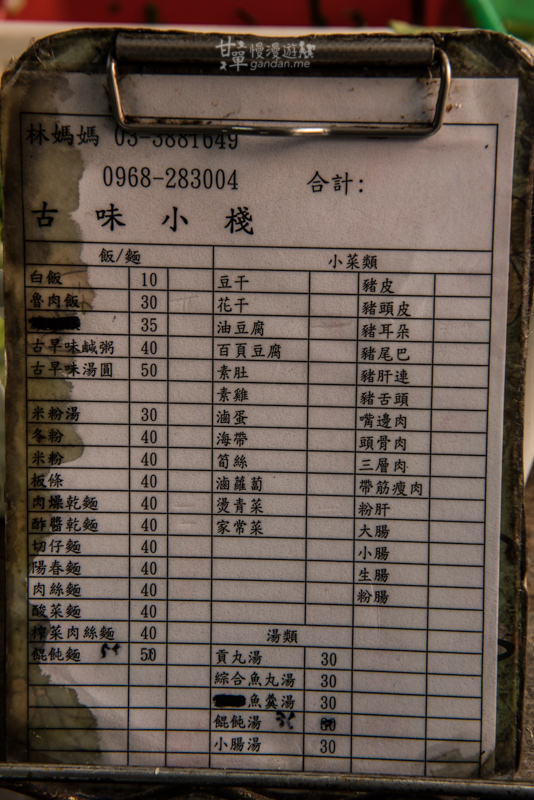 甘單慢漫遊
gandan.me
林媽媽 03-3881649
0968-283004 合計:
古味小棧
飯/麵 小菜類
白飯 10 豆干 豬皮
魯肉飯 30 花干 豬頭皮
35 油豆腐 豬耳朵
古早味鹹粥 40 百頁豆腐 豬尾巴
古早味湯圓 50 素肚 豬肝連
素雞 豬舌頭
米粉湯 30 滷蛋 嘴邊肉
冬粉 40 海帶 頭骨肉
米粉 40 筍絲 三層肉
板條 40 滷蘿蔔 帶筋瘦肉
肉燥乾麵 40 燙青菜 粉肝
酢醬乾麵 40 家常菜 大腸
切仔麵 40 小腸
陽春麵 40 生腸
肉絲麵 40 粉腸
酸菜麵 40
榨菜肉絲麵 40 湯類
餛飩麵 50 貢丸湯 30
綜合魚丸湯 30
魚羹湯 30
餛飩湯
小腸湯 30